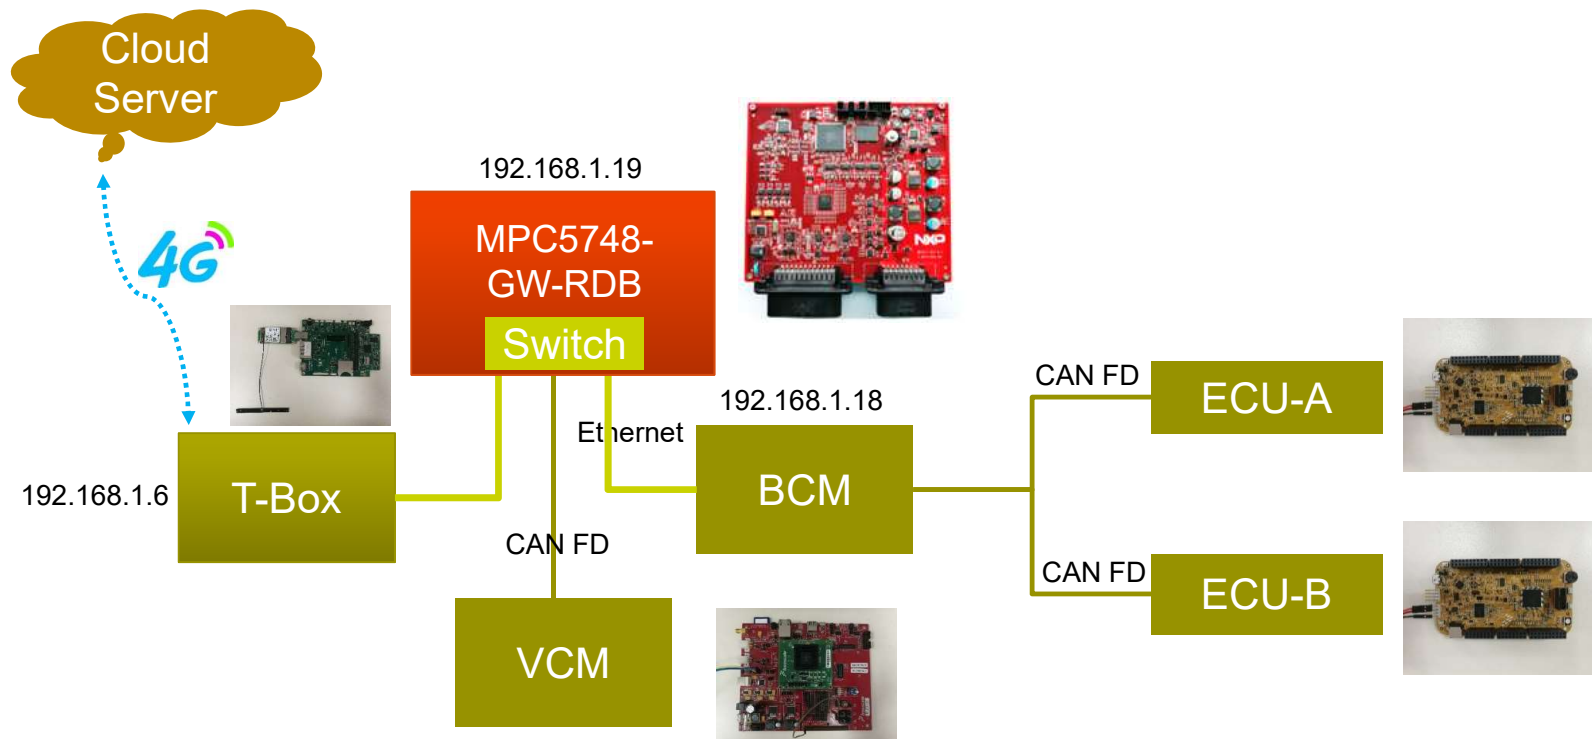 Cloud
Server
192.168.1.19
MPC5748-
GW-RDB
Switch
4G
NXP
192.168.1.6
T-Box
Ethernet
192.168.1.18
BCM
CAN FD
VCM
CAN FD
ECU-A
CAN FD
ECU-B